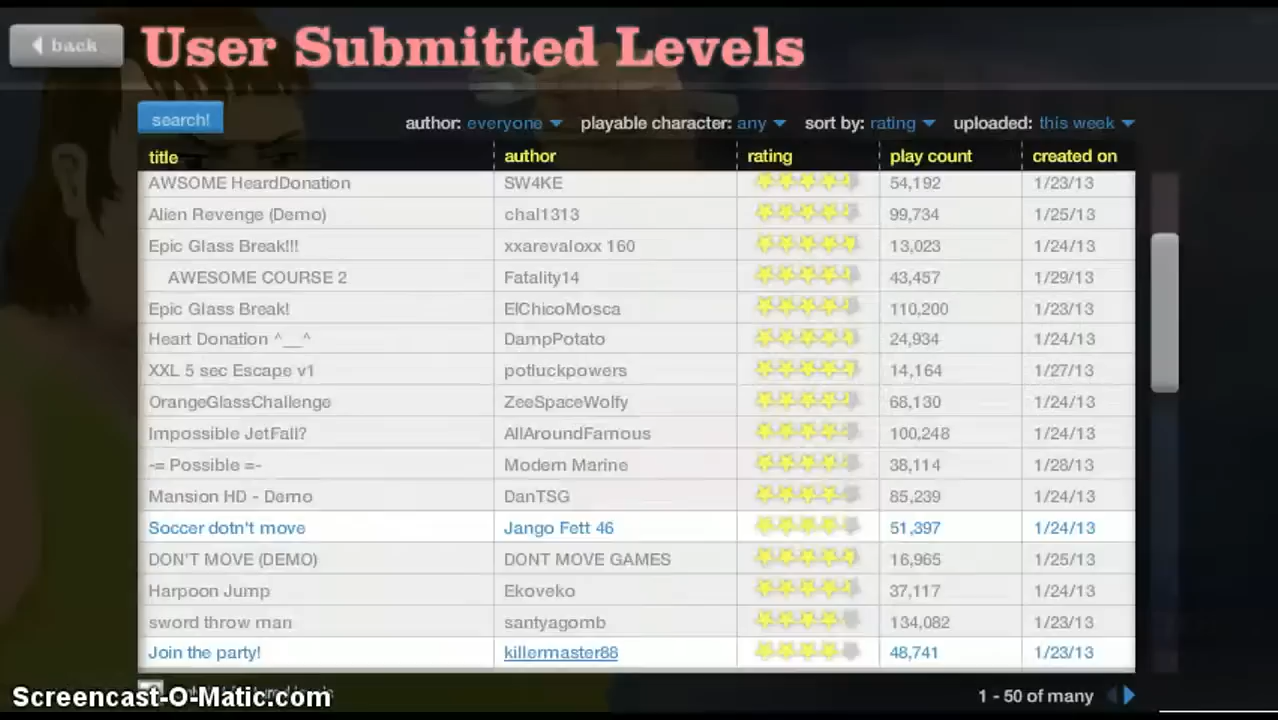 back
User Submitted Levels
search!
author: everyone playable character: any sort by: rating uploaded: this week
title author rating play count created on
AWSOME HeardDonation SW4KE 54,192 1/23/13
Alien Revenge (Demo) chal1313 99,734 1/25/13
Epic Glass Break!!! xxarevaloxx 160 13,023 1/24/13
AWESOME COURSE 2 Fatality14 43,457 1/29/13
Epic Glass Break! ElChicoMosca 110,200 1/23/13
Heart Donation ^__^ DampPotato 24,934 1/24/13
XXL 5 sec Escape v1 potluckpowers 14,164 1/27/13
OrangeGlassChallenge ZeeSpaceWolfy 68,130 1/24/13
Impossible JetFall? AllAroundFamous 100,248 1/24/13
-= Possible =- Modern Marine 38,114 1/28/13
Mansion HD - Demo DanTSG 85,239 1/24/13
Soccer dotn't move Jango Fett 46 51,397 1/24/13
DON'T MOVE (DEMO) DONT MOVE GAMES 16,965 1/25/13
Harpoon Jump Ekoveko 37,117 1/24/13
sword throw man santyagomb 134,082 1/23/13
Join the party! killermaster88 48,741 1/23/13
Screencast-O-Matic.com
1 - 50 of many